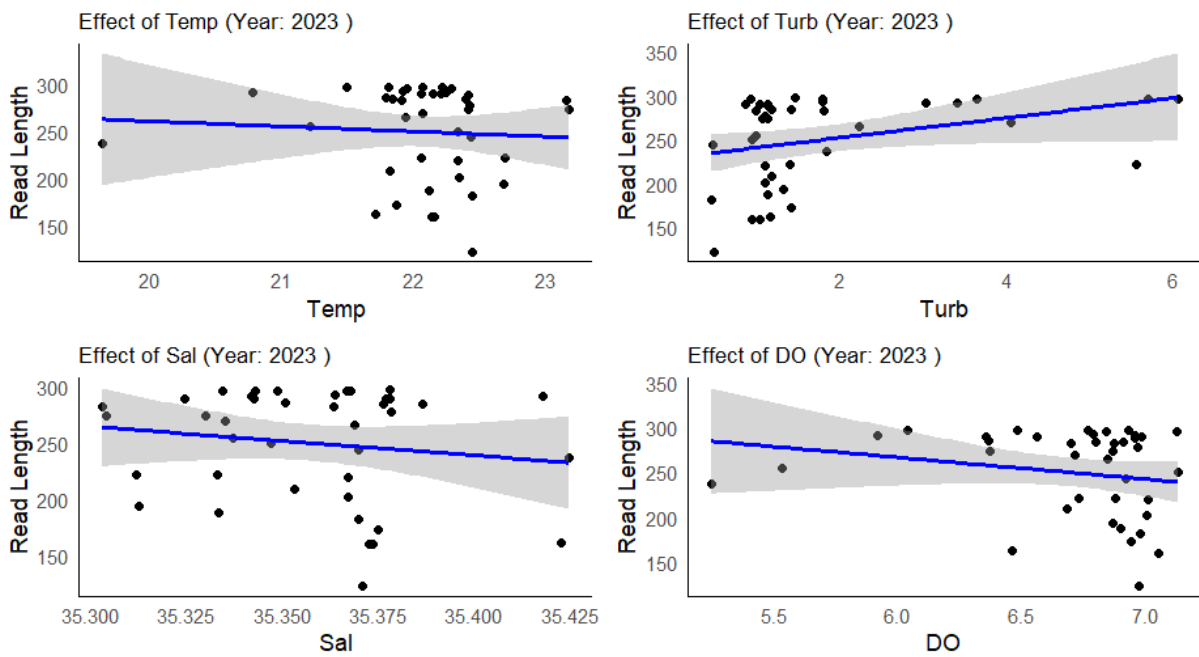 Effect of Temp (Year: 2023 )
Read Length
300
250
200
150
20 21 22 23
Temp
Effect of Turb (Year: 2023 )
Read Length
350
300
250
200
150
2 4 6
Turb
Effect of Sal (Year: 2023 )
Read Length
300
250
200
150
35.300 35.325 35.350 35.375 35.400 35.425
Sal
Effect of DO (Year: 2023 )
Read Length
350
300
250
200
150
5.5 6.0 6.5 7.0
DO